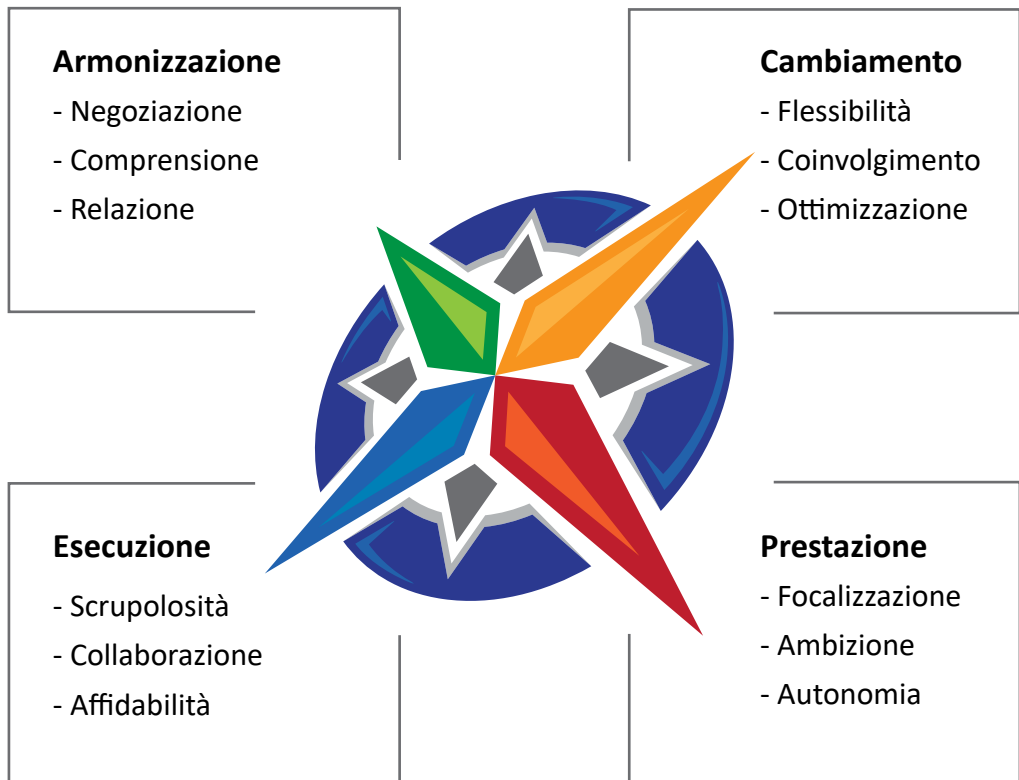 Armonizzazione
- Negoziazione
- Comprensione
- Relazione
Cambiamento
- Flessibilità
- Coinvolgimento
- Ottimizzazione
Esecuzione
- Scrupolosità
- Collaborazione
- Affidabilità
Prestazione
- Focalizzazione
- Ambizione
- Autonomia